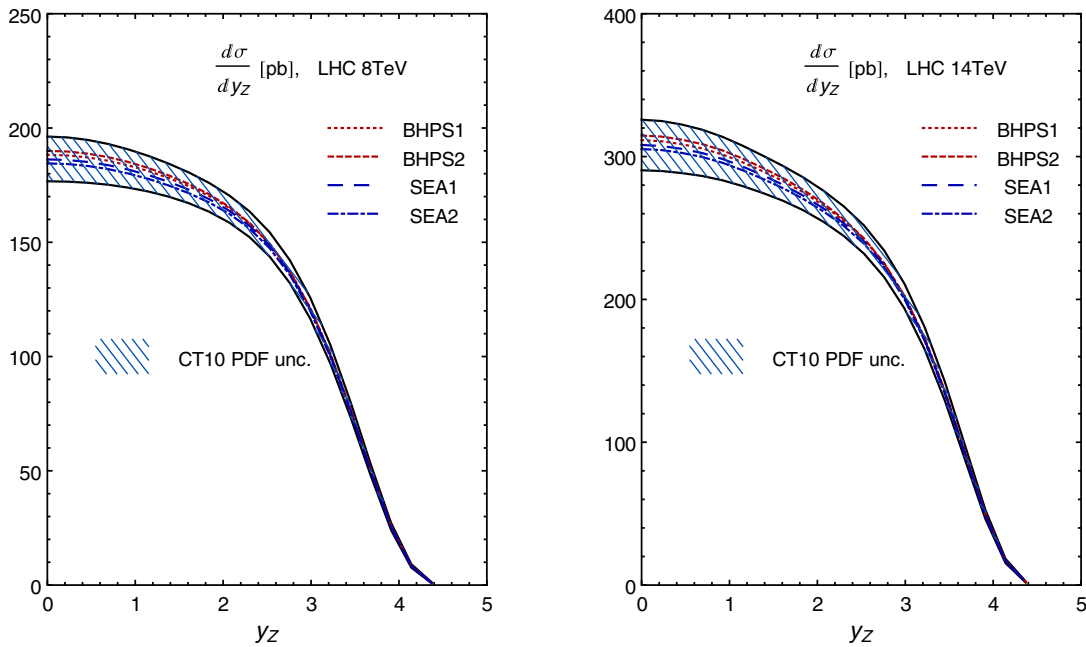 250
200
150
100
50
0
0 1 2 3 4 5
y_Z
dσ/dy_Z [pb], LHC 8TeV
BHPS1
BHPS2
SEA1
SEA2
CT10 PDF unc.
400
300
200
100
0
0 1 2 3 4 5
y_Z
dσ/dy_Z [pb], LHC 14TeV
BHPS1
BHPS2
SEA1
SEA2
CT10 PDF unc.